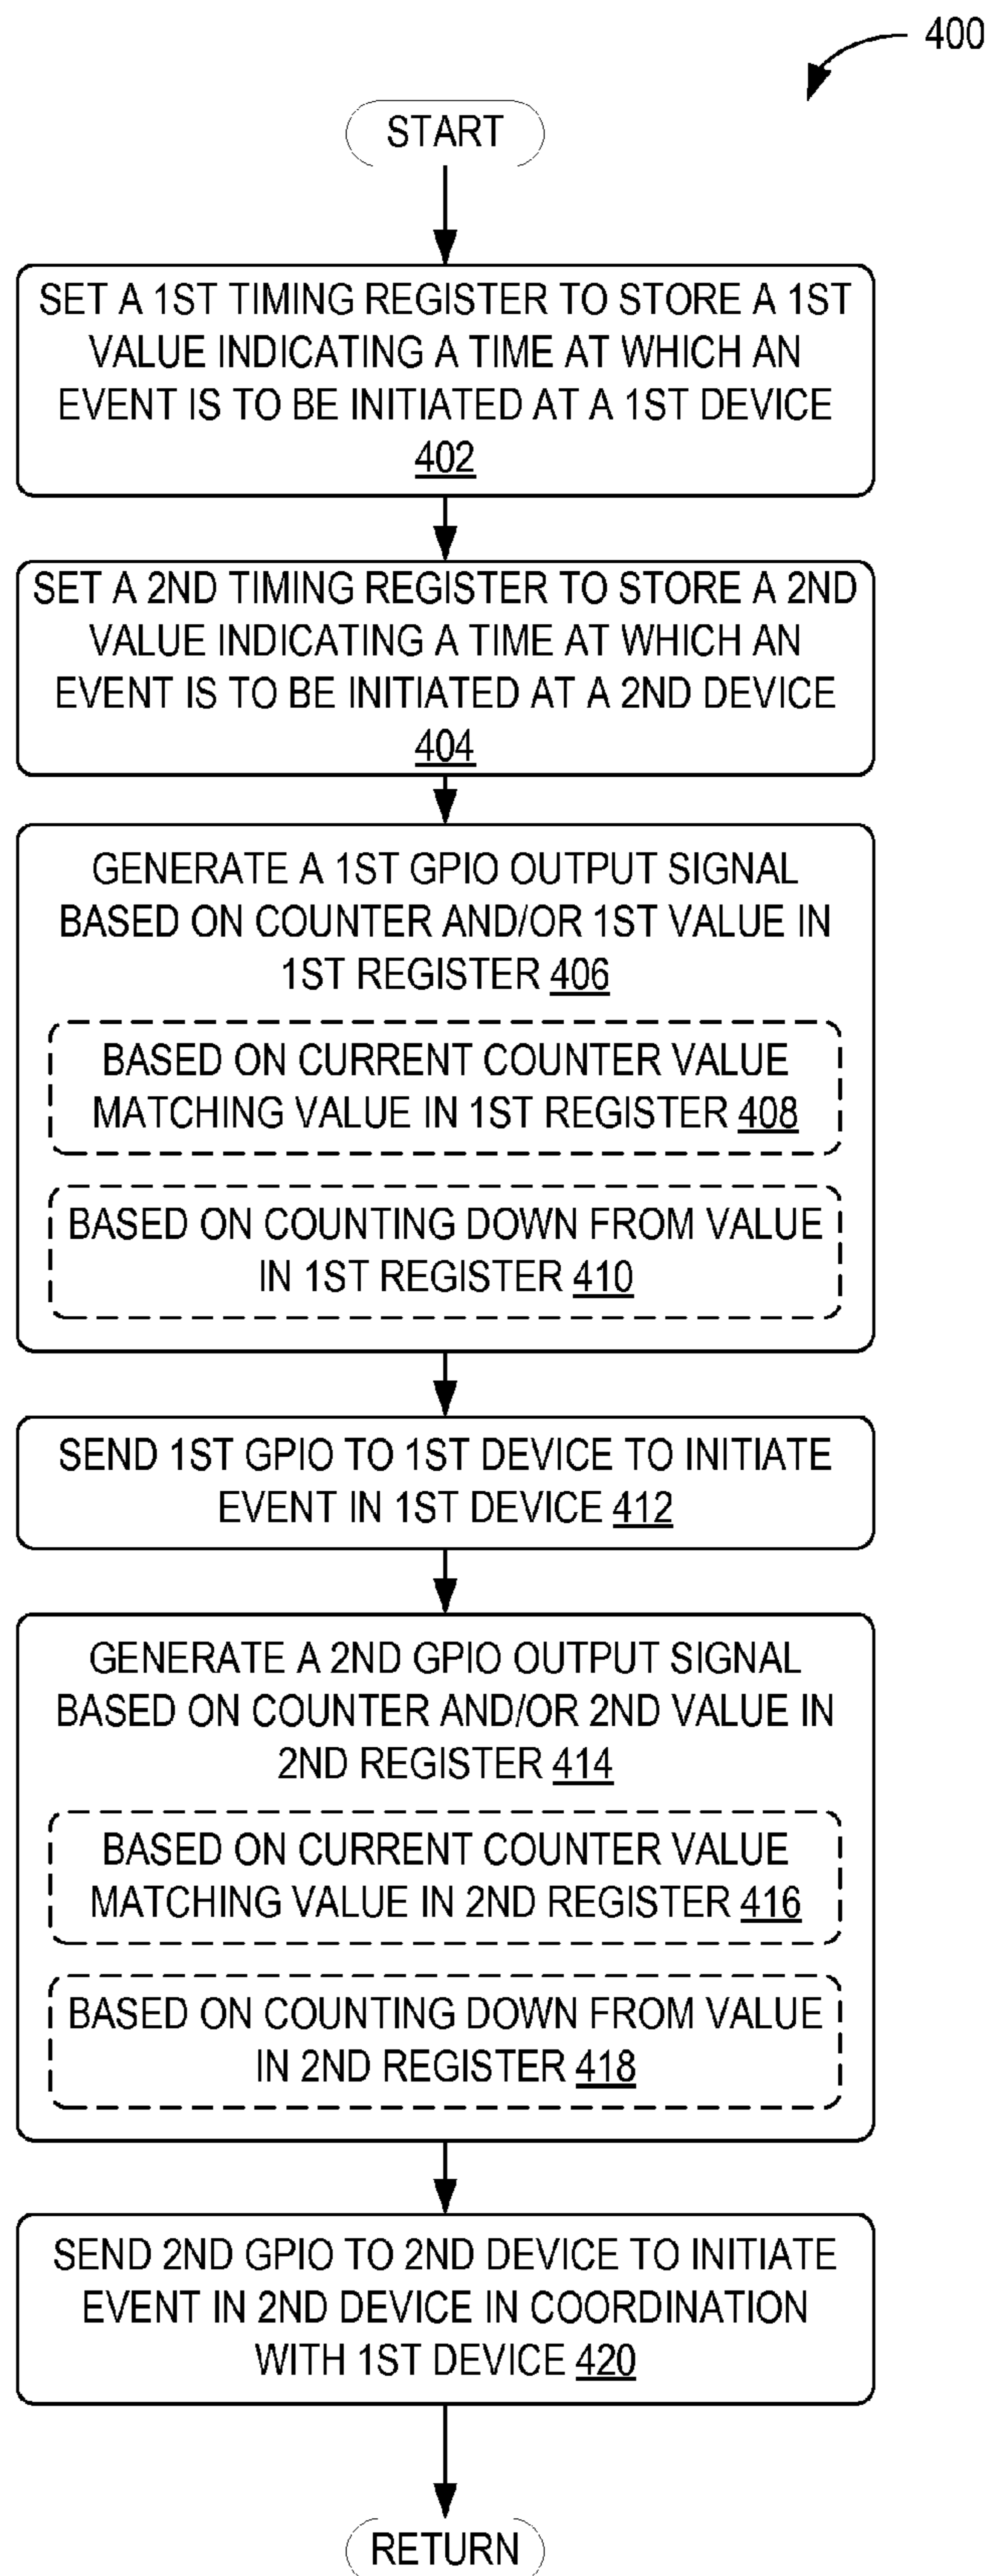 400
START
SET A 1ST TIMING REGISTER TO STORE A 1ST
VALUE INDICATING A TIME AT WHICH AN
EVENT IS TO BE INITIATED AT A 1ST DEVICE
402
SET A 2ND TIMING REGISTER TO STORE A 2ND
VALUE INDICATING A TIME AT WHICH AN
EVENT IS TO BE INITIATED AT A 2ND DEVICE
404
GENERATE A 1ST GPIO OUTPUT SIGNAL
BASED ON COUNTER AND/OR 1ST VALUE IN
1ST REGISTER 406
BASED ON CURRENT COUNTER VALUE
MATCHING VALUE IN 1ST REGISTER 408
BASED ON COUNTING DOWN FROM VALUE
IN 1ST REGISTER 410
SEND 1ST GPIO TO 1ST DEVICE TO INITIATE
EVENT IN 1ST DEVICE 412
GENERATE A 2ND GPIO OUTPUT SIGNAL
BASED ON COUNTER AND/OR 2ND VALUE IN
2ND REGISTER 414
BASED ON CURRENT COUNTER VALUE
MATCHING VALUE IN 2ND REGISTER 416
BASED ON COUNTING DOWN FROM VALUE
IN 2ND REGISTER 418
SEND 2ND GPIO TO 2ND DEVICE TO INITIATE
EVENT IN 2ND DEVICE IN COORDINATION
WITH 1ST DEVICE 420
RETURN